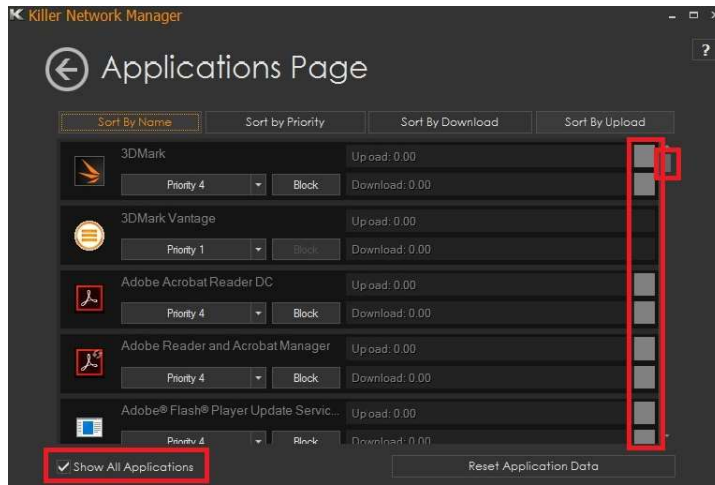 Killer Network Manager
?
Applications Page
Sort By Name Sort by Priority Sort By Download Sort By Upload
3DMark Upload: 0.00
Priority 4 Block Download: 0.00
3DMark Vantage Upload: 0.00
Priority 1 Block Download: 0.00
Adobe Acrobat Reader DC Upload: 0.00
Priority 4 Block Download: 0.00
Adobe Reader and Acrobat Manager Upload: 0.00
Priority 4 Block Download: 0.00
Adobe® Flash® Player Update Servic... Upload: 0.00
Priority 4 Block Download: 0.00
Show All Applications Reset Application Data